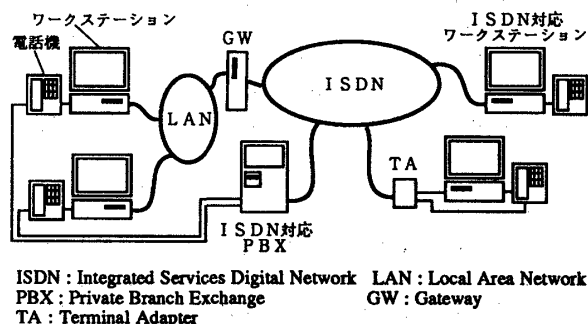 ワークステーション
電話機
GW
ISDN
ISDN対応
ワークステーション
LAN
TA
ISDN対応
PBX
ISDN : Integrated Services Digital Network LAN : Local Area Network
PBX : Private Branch Exchange GW : Gateway
TA : Terminal Adapter